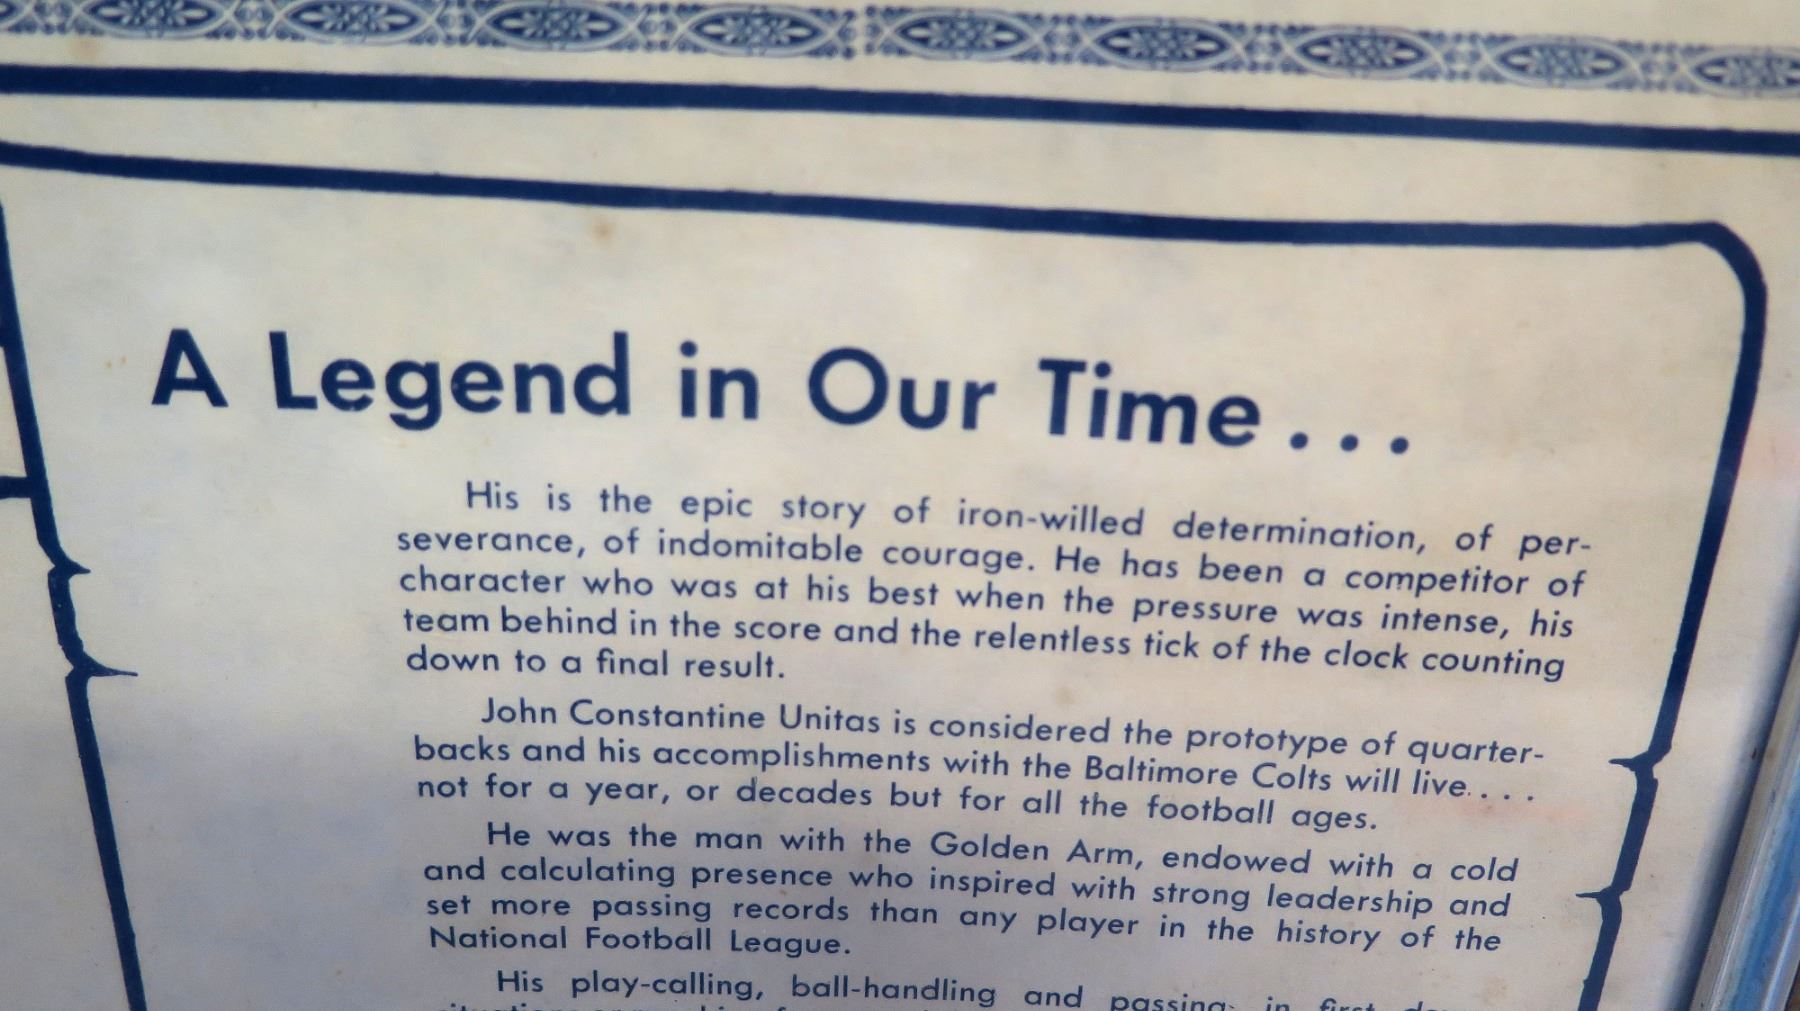 A Legend in Our Time...
His is the epic story of iron-willed determination, of per-
severance, of indomitable courage. He has been a competitor of
character who was at his best when the pressure was intense, his
team behind in the score and the relentless tick of the clock counting
down to a final result.
John Constantine Unitas is considered the prototype of quarter-
backs and his accomplishments with the Baltimore Colts will live....
not for a year, or decades but for all the football ages.
He was the man with the Golden Arm, endowed with a cold
and calculating presence who inspired with strong leadership and
set more passing records than any player in the history of the
National Football League.
His play-calling, ball-handling and passing in first